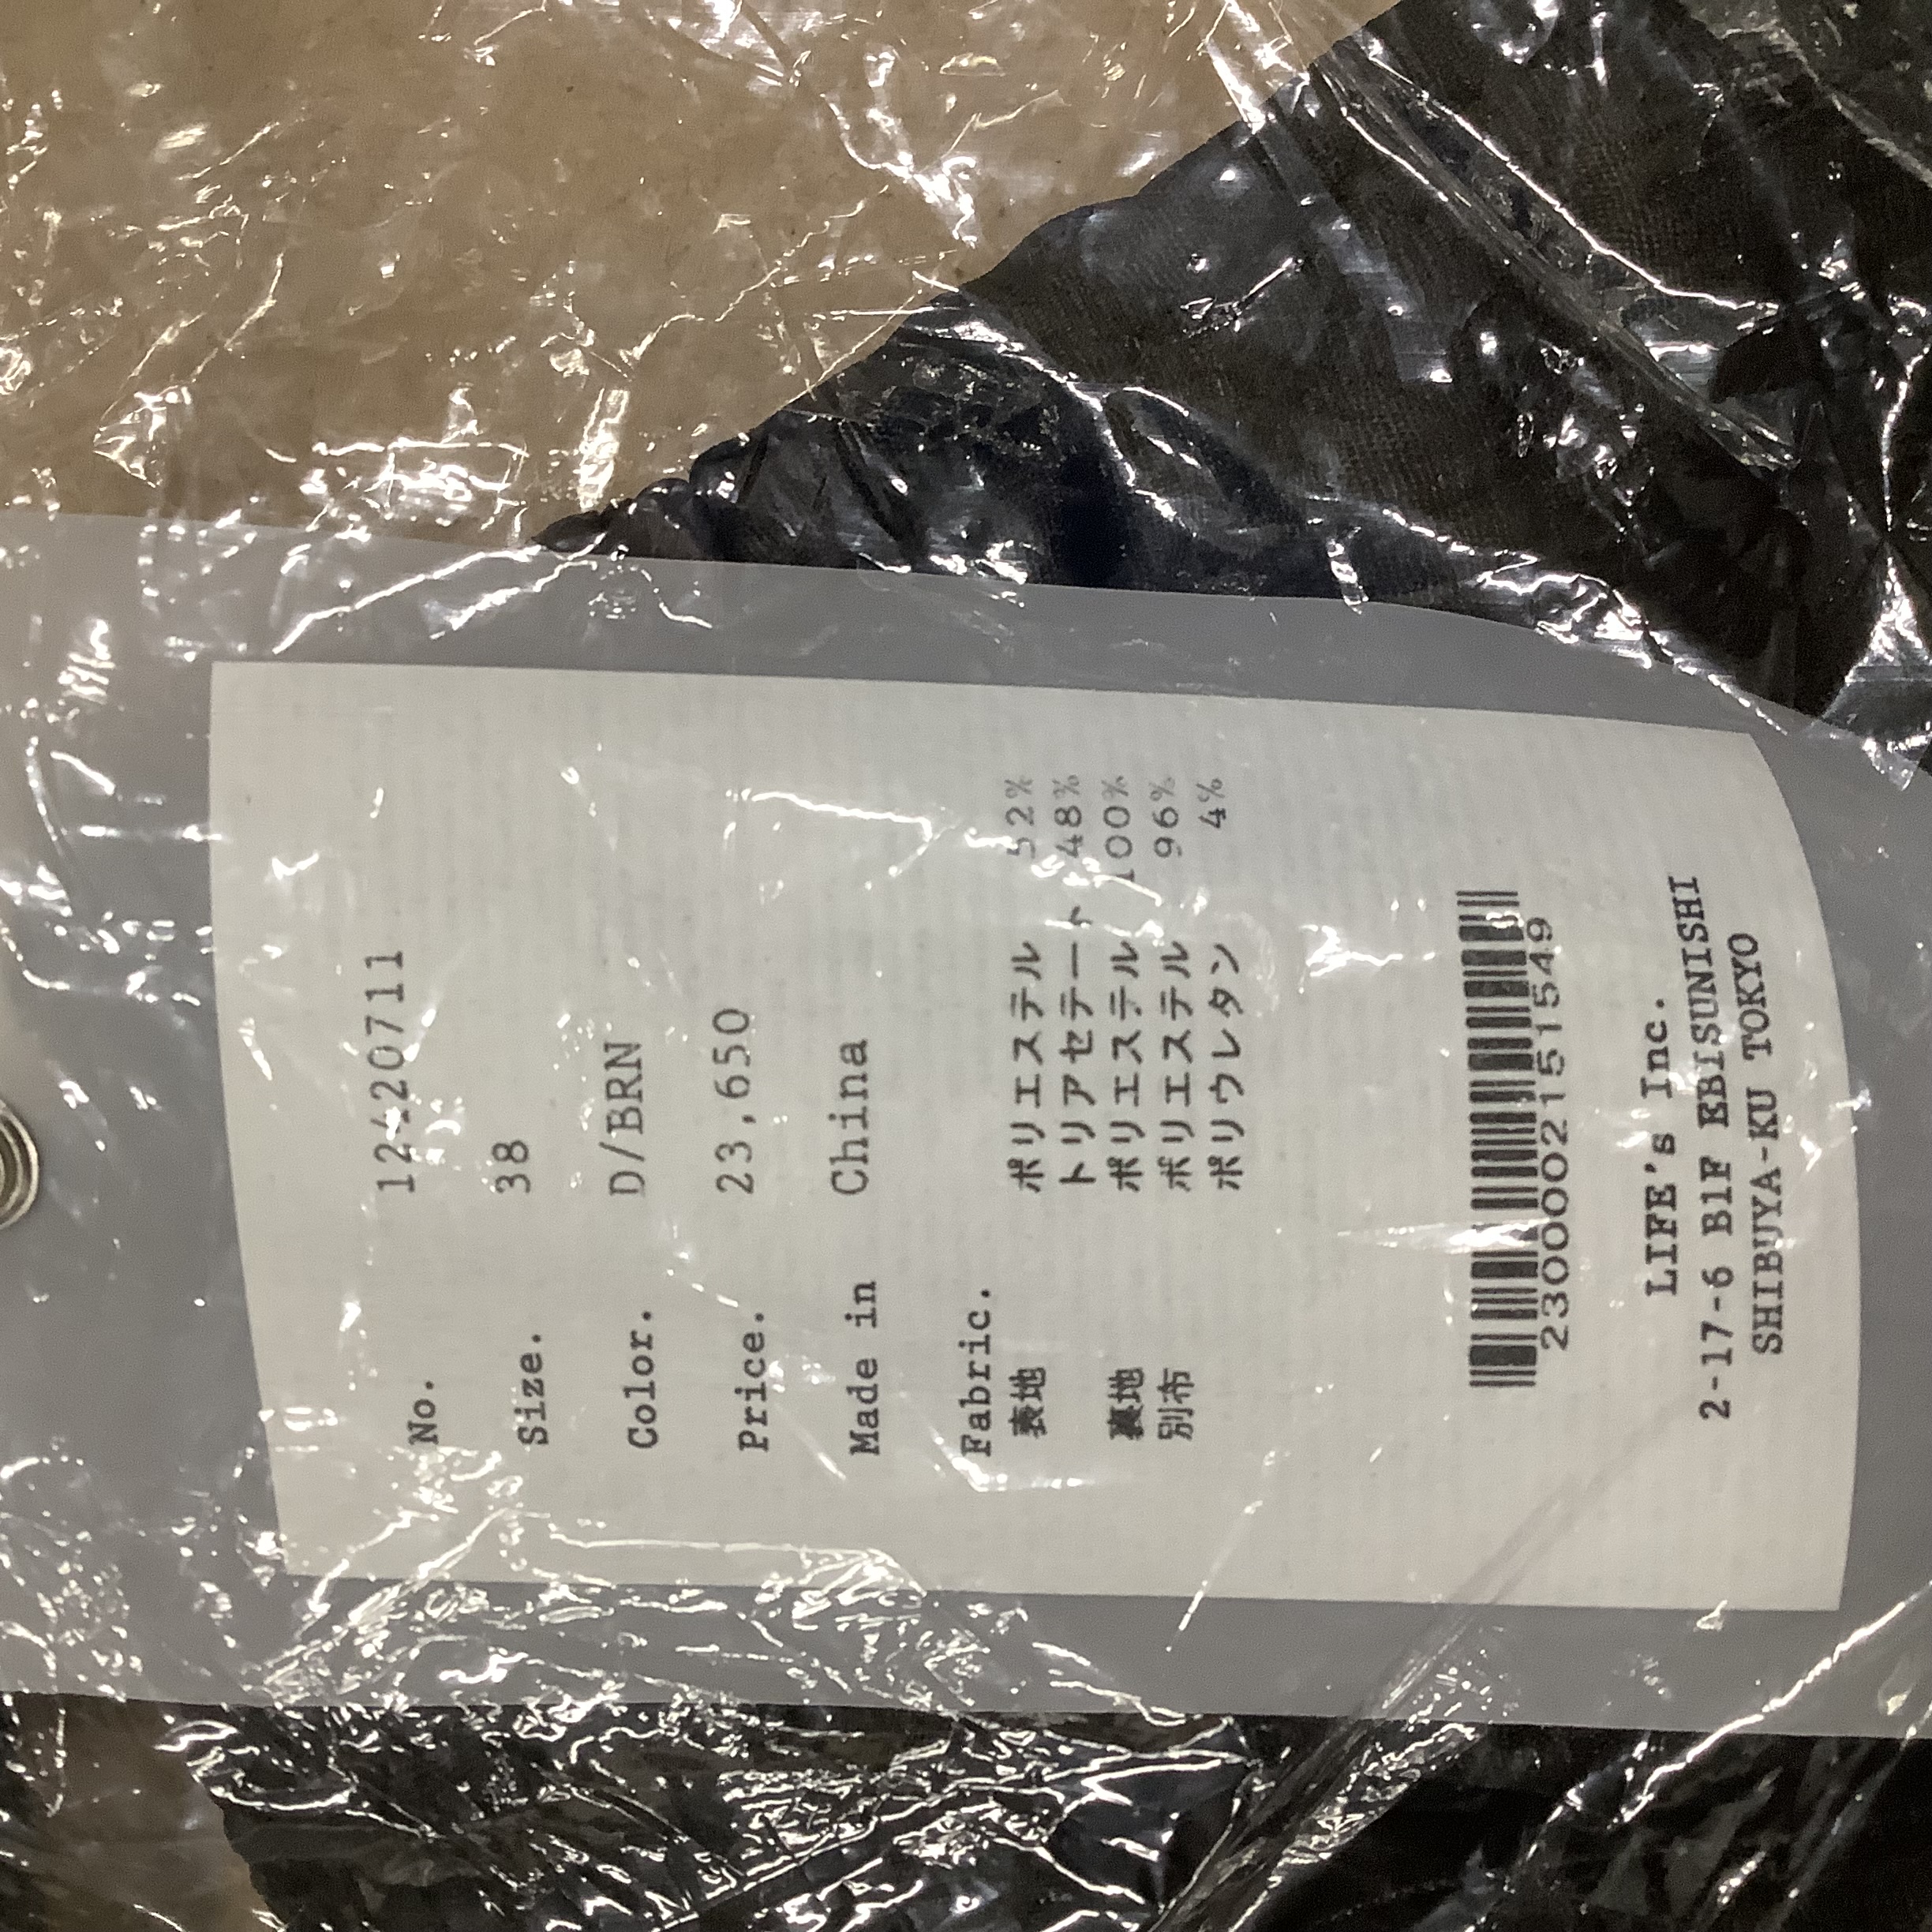 No. 12420711
Size. 38
Color. D/BRN
Price. 23,650
Made in China
Fabric.
表地 ポリエステル 52%
トリアセテート 48%
裏地 ポリエステル 100%
別布 ポリエステル 96%
ポリウレタン 4%
2300002151549
LIFE's Inc.
2-17-6 B1F EBISUNISHI
SHIBUYA-KU TOKYO